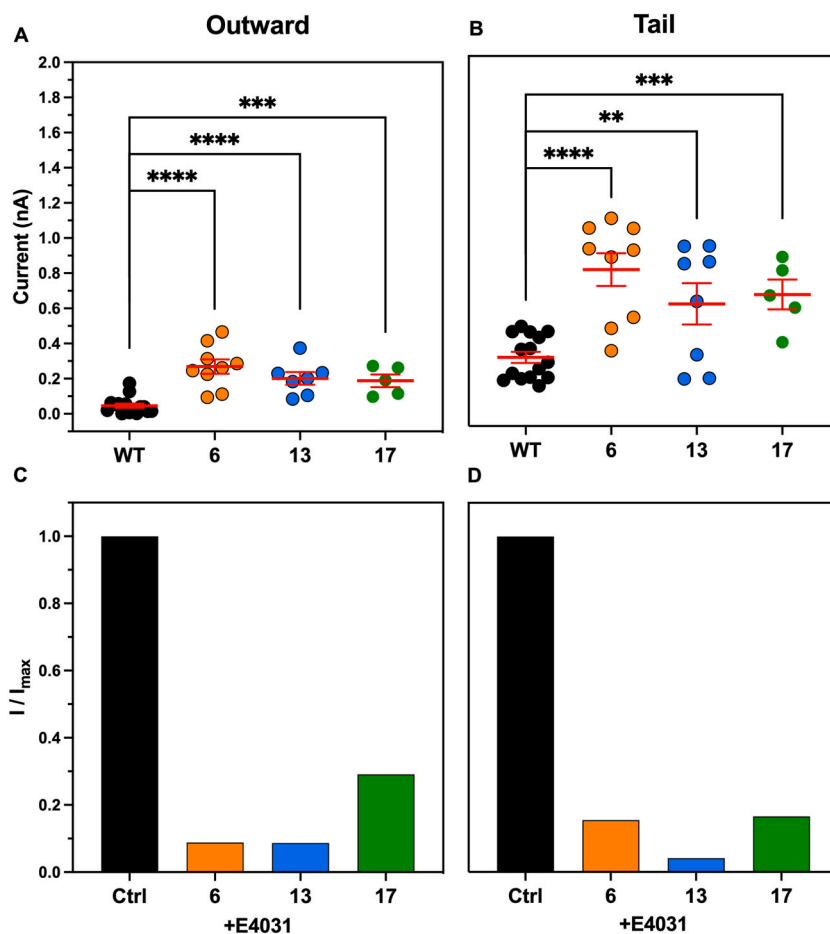 A
Outward
B
Tail
2.0
1.8
1.6
1.4
1.2
1.0
0.8
0.6
0.4
0.2
0.0
Current (nA)
***
****
****
***
**
****
WT 6 13 17
WT 6 13 17
C
D
1.0
0.8
0.6
0.4
0.2
0.0
I / Imax
Ctrl 6 13 17
Ctrl 6 13 17
+E4031
+E4031